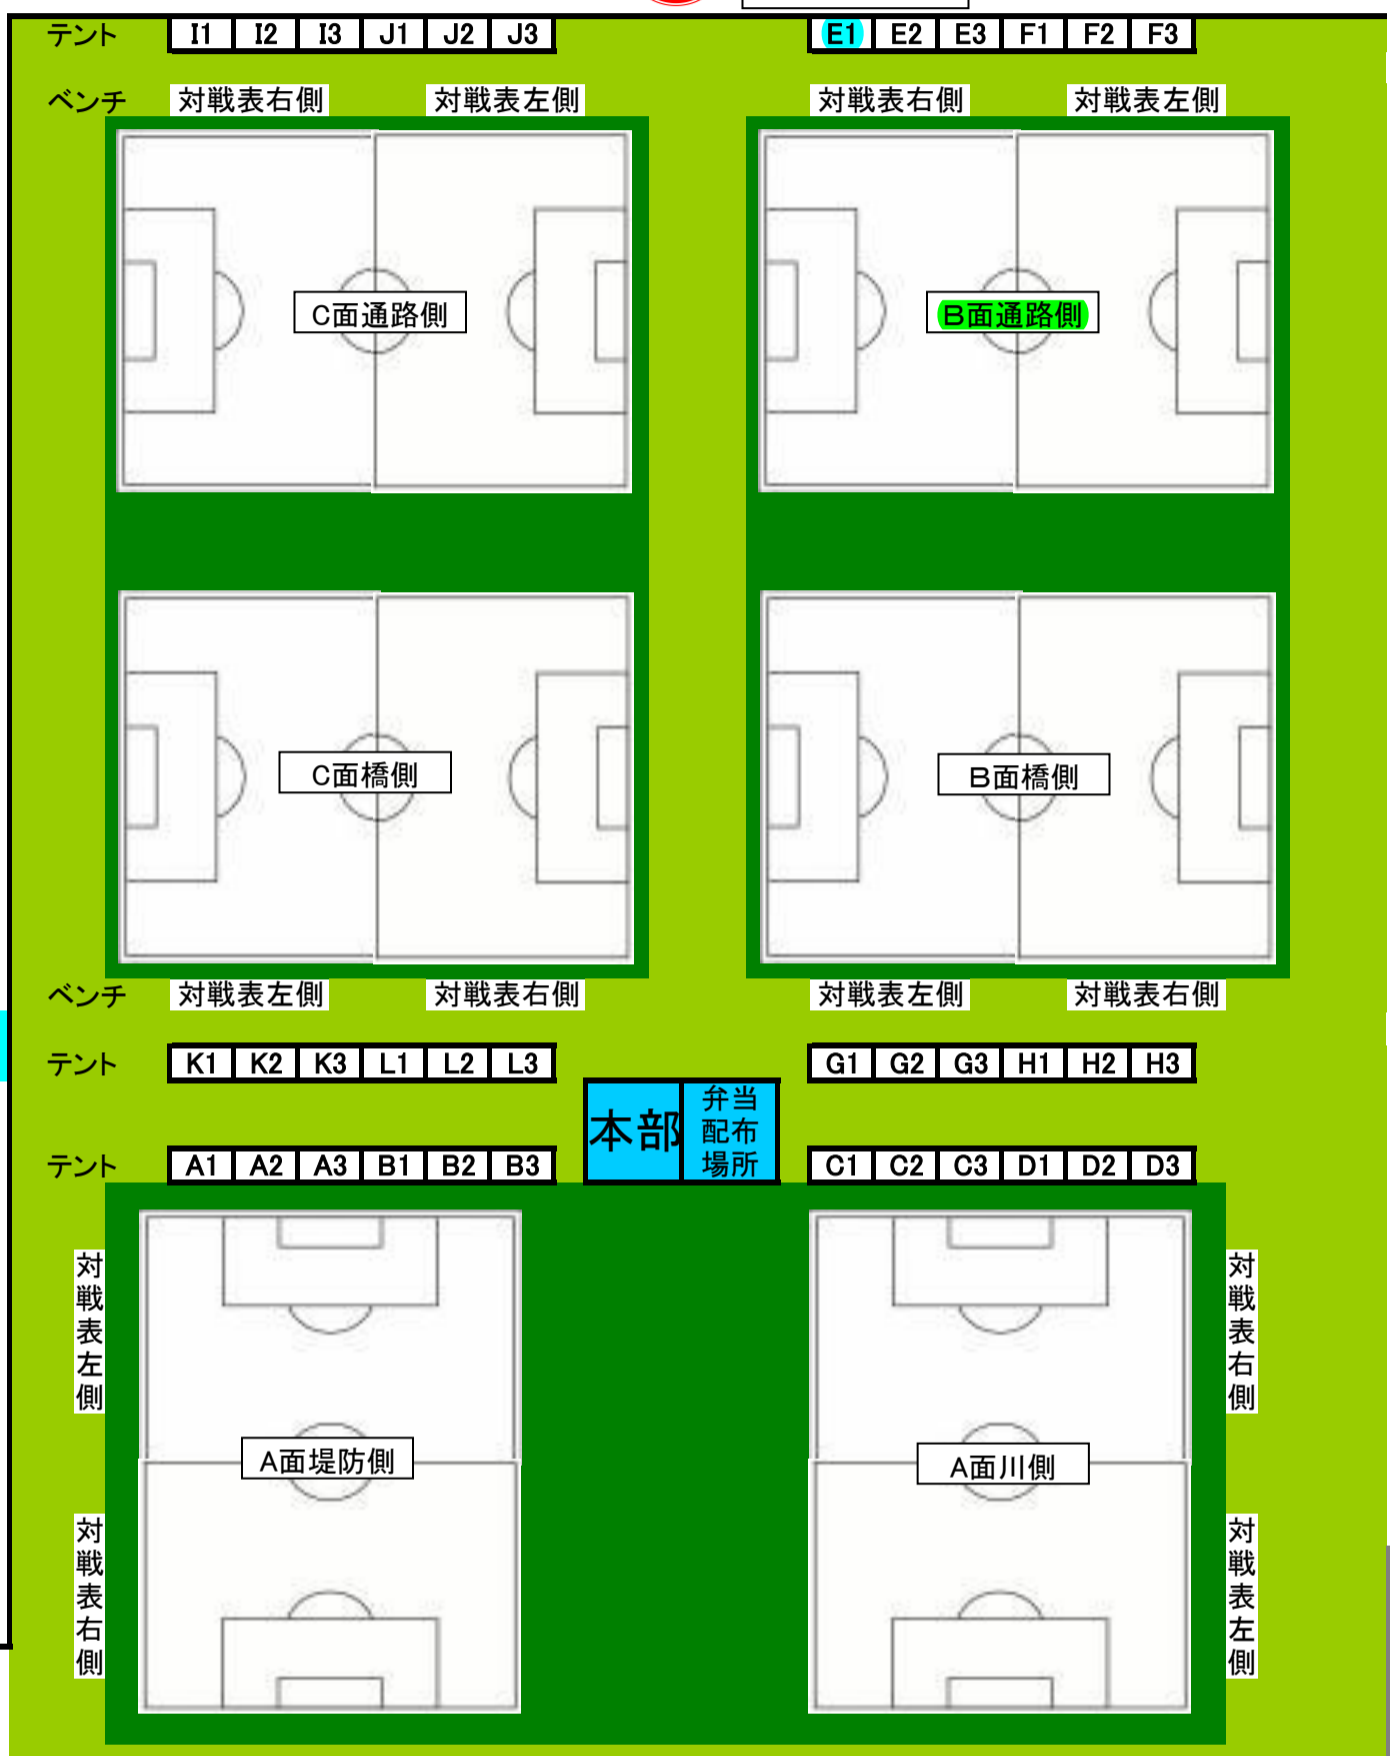 テント I1 I2 I3 J1 J2 J3 E1 E2 E3 F1 F2 F3
ベンチ 対戦表右側 対戦表左側 対戦表右側 対戦表左側
C面通路側 B面通路側
C面橋側 B面橋側
ベンチ 対戦表左側 対戦表右側 対戦表左側 対戦表右側
テント K1 K2 K3 L1 L2 L3 G1 G2 G3 H1 H2 H3
本部
弁当
配布
場所
テント A1 A2 A3 B1 B2 B3 C1 C2 C3 D1 D2 D3
対戦表左側
対戦表右側
A面堤防側 A面川側
対戦表右側
対戦表左側